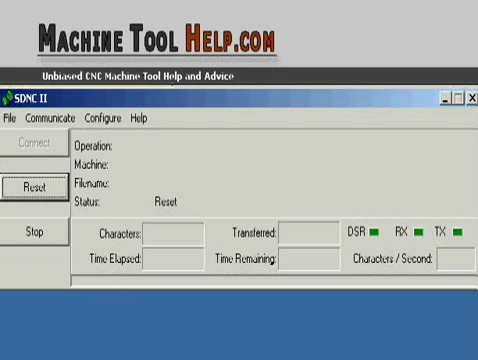 MACHINE TOOL HELP.COM
Unbiased CNC Machine Tool Help and Advice
SDNC II
File Communicate Configure Help
Connect
Operation:
Machine:
Reset
Filename:
Status: Reset
Stop
Characters: Transferred: DSR RX TX
Time Elapsed: Time Remaining: Characters / Second: